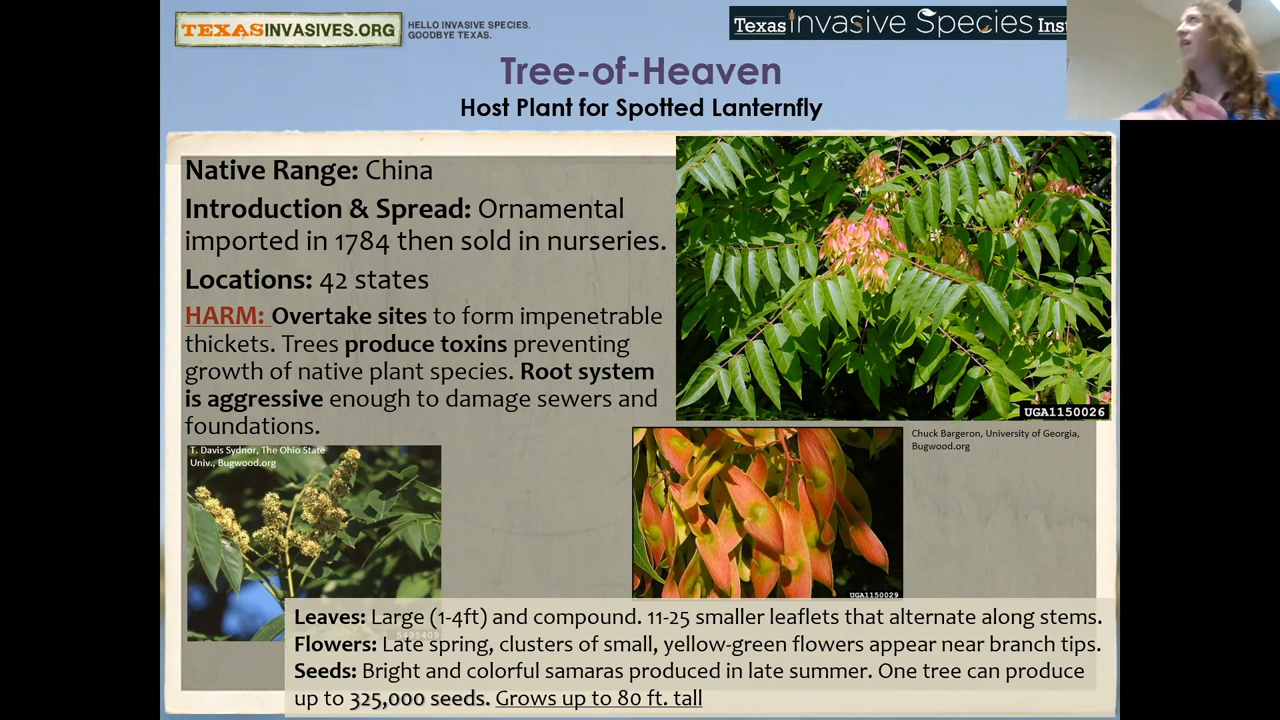 TEXASINVASIVES.ORG
HELLO INVASIVE SPECIES.
GOODBYE TEXAS.
Texas Invasive Species Inst
Tree-of-Heaven
Host Plant for Spotted Lanternfly
Native Range: China
Introduction & Spread: Ornamental
imported in 1784 then sold in nurseries.
Locations: 42 states
HARM: Overtake sites to form impenetrable
thickets. Trees produce toxins preventing
growth of native plant species. Root system
is aggressive enough to damage sewers and
foundations.
UGA1150026
Chuck Bargeron, University of Georgia,
Bugwood.org
T. Davis Sydnor, The Ohio State
Univ., Bugwood.org
UGA1150029
5495409
Leaves: Large (1-4ft) and compound. 11-25 smaller leaflets that alternate along stems.
Flowers: Late spring, clusters of small, yellow-green flowers appear near branch tips.
Seeds: Bright and colorful samaras produced in late summer. One tree can produce
up to 325,000 seeds. Grows up to 80 ft. tall